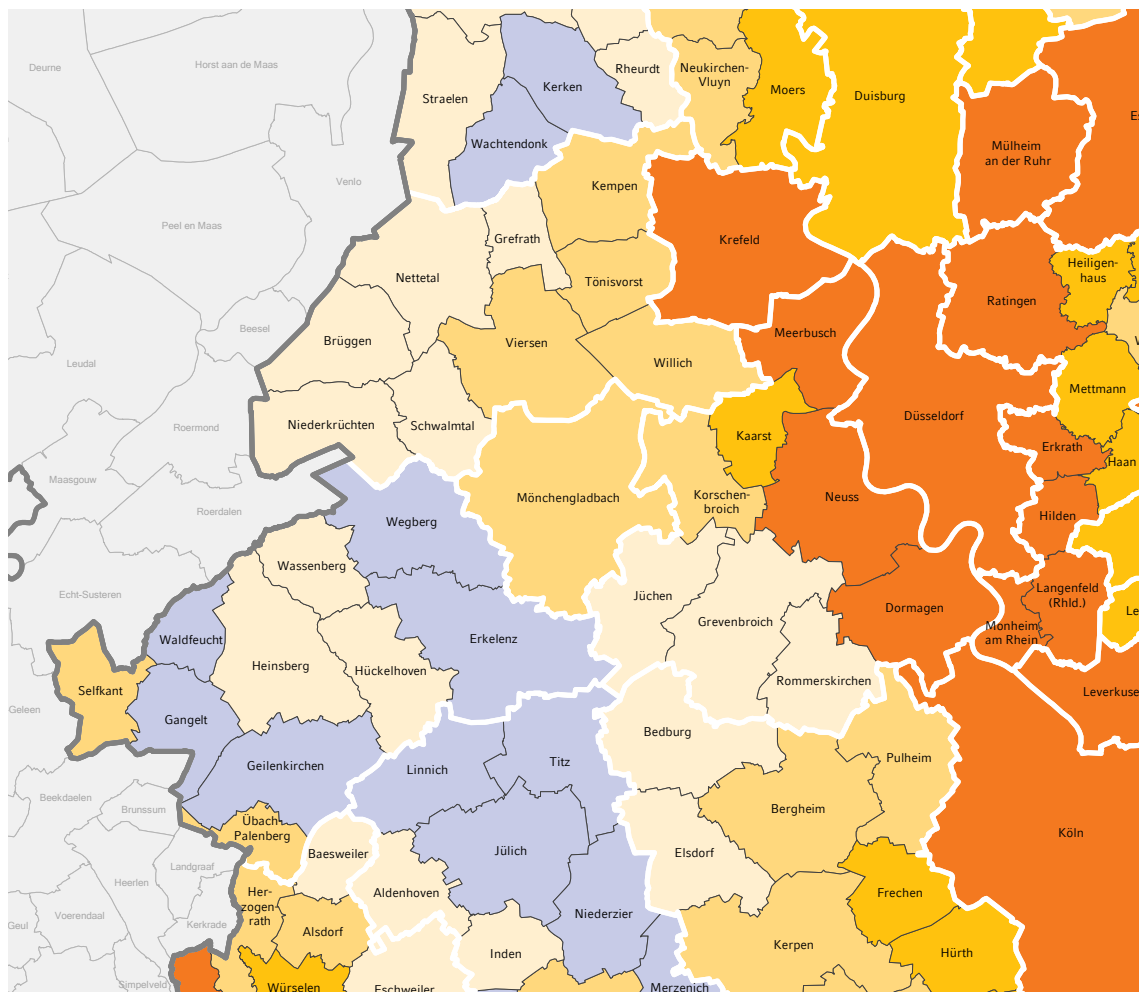 Deurne
Horst aan de Maas
Venlo
Peel en Maas
Beesel
Leudal
Roermond
Maasgouw
Roerdalen
Echt-Susteren
Geleen
Beekdaelen
Brunssum
Landgraaf
Heerlen
Voerendaal
Geul
Kerkrade
Simpelveld
Straelen
Kerken
Rheurdt
Wachtendonk
Neukirchen-
Vluyn
Moers
Duisburg
Mülheim
an der Ruhr
Kempen
Grefrath
Krefeld
Nettetal
Tönisvorst
Ratingen
Heiligen-
haus
Brüggen
Viersen
Meerbusch
Willich
Mettmann
Niederkrüchten
Schwalmtal
Kaarst
Düsseldorf
Erkrath
Haan
Mönchengladbach
Korschen-
broich
Neuss
Hilden
Wegberg
Wassenberg
Jüchen
Grevenbroich
Dormagen
Langenfeld
(Rhld.)
Monheim
am Rhein
Waldfeucht
Erkelenz
Heinsberg
Hückelhoven
Rommerskirchen
Selfkant
Gangelt
Leverkuse
Bedburg
Pulheim
Geilenkirchen
Linnich
Titz
Bergheim
Übach-
Palenberg
Köln
Baesweiler
Jülich
Elsdorf
Aldenhoven
Frechen
Her-
zogen-
rath
Alsdorf
Niederzier
Inden
Kerpen
Hürth
Würselen
Eschweiler
Merzenich